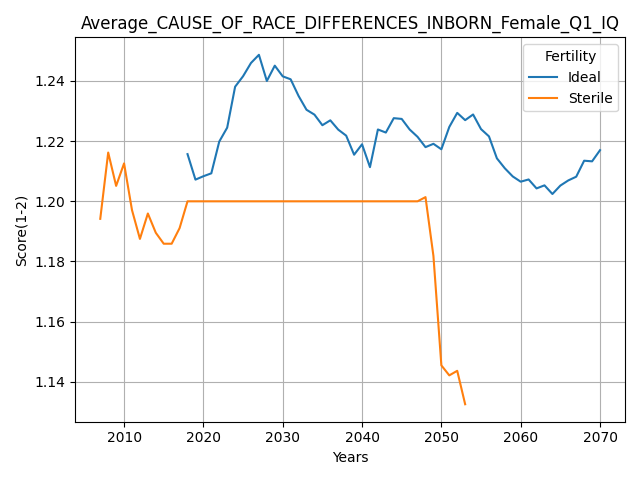 Average_CAUSE_OF_RACE_DIFFERENCES_INBORN_Female_Q1_IQ
Fertility
Ideal
Sterile
Score(1-2)
1.24
1.22
1.20
1.18
1.16
1.14
2010 2020 2030 2040 2050 2060 2070
Years